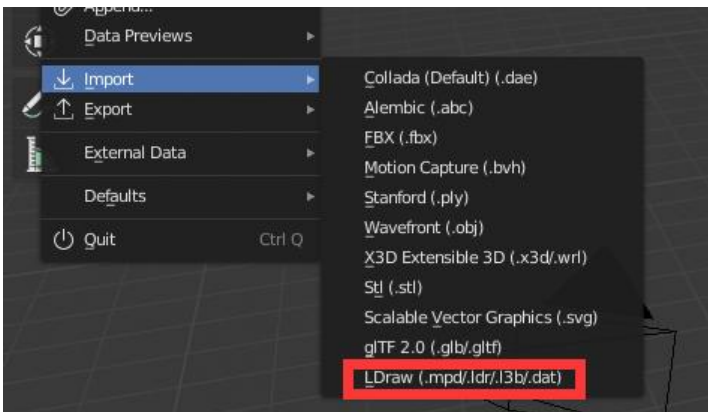 Append...
Data Previews
Import
Export
External Data
Defaults
Quit Ctrl Q
Collada (Default) (.dae)
Alembic (.abc)
FBX (.fbx)
Motion Capture (.bvh)
Stanford (.ply)
Wavefront (.obj)
X3D Extensible 3D (.x3d/.wrl)
Stl (.stl)
Scalable Vector Graphics (.svg)
glTF 2.0 (.glb/.gltf)
LDraw (.mpd/.ldr/.l3b/.dat)